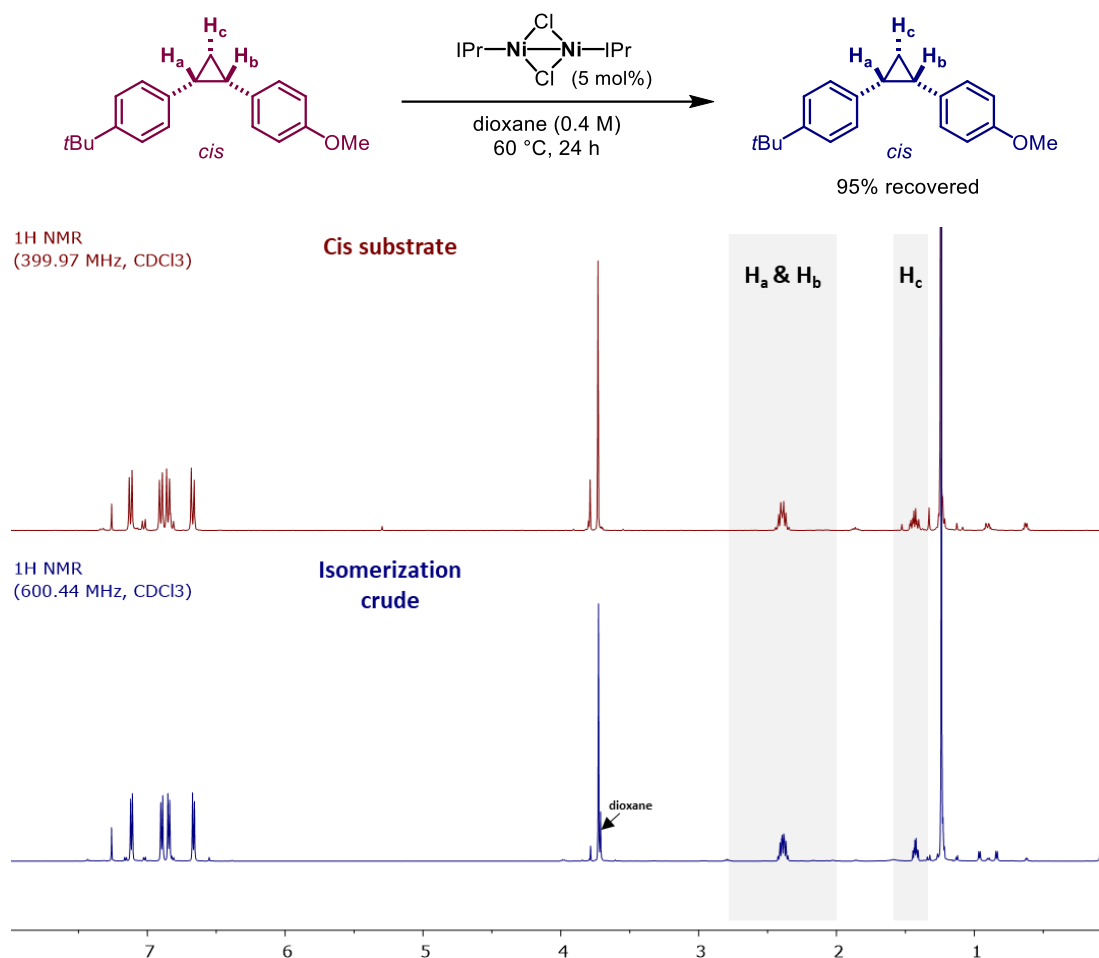 Hc
Ha
Hb
tBu
cis
OMe
Cl
IPr
Ni
Ni
IPr
Cl
(5 mol%)
dioxane (0.4 M)
60 °C, 24 h
Hc
Ha
Hb
tBu
cis
OMe
95% recovered
1H NMR
(399.97 MHz, CDCl3)
Cis substrate
Ha & Hb
Hc
1H NMR
(600.44 MHz, CDCl3)
Isomerization
crude
dioxane
7
6
5
4
3
2
1